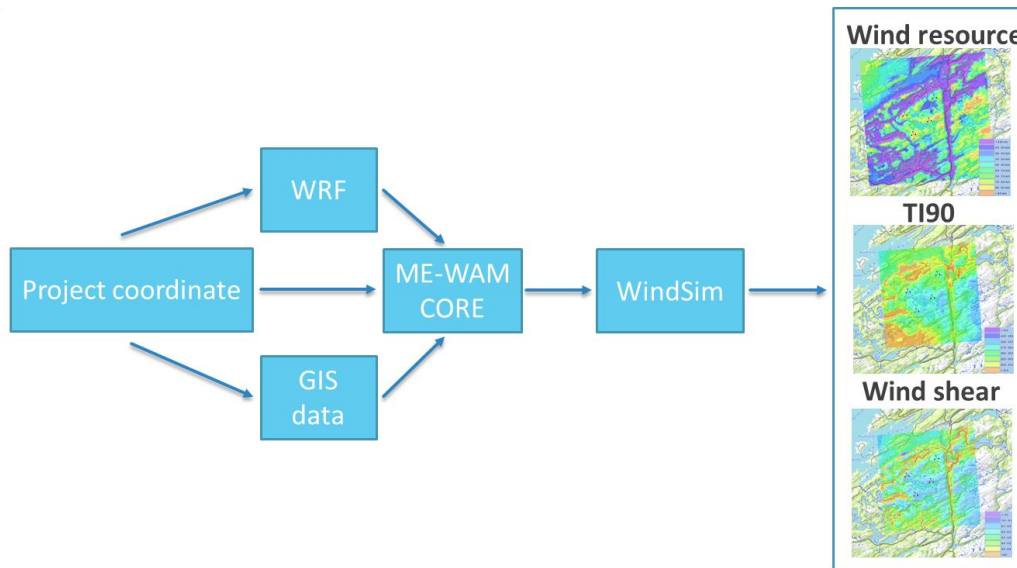 Wind resource
WRF
TI90
Project coordinate
ME-WAM
CORE
WindSim
GIS
data
Wind shear